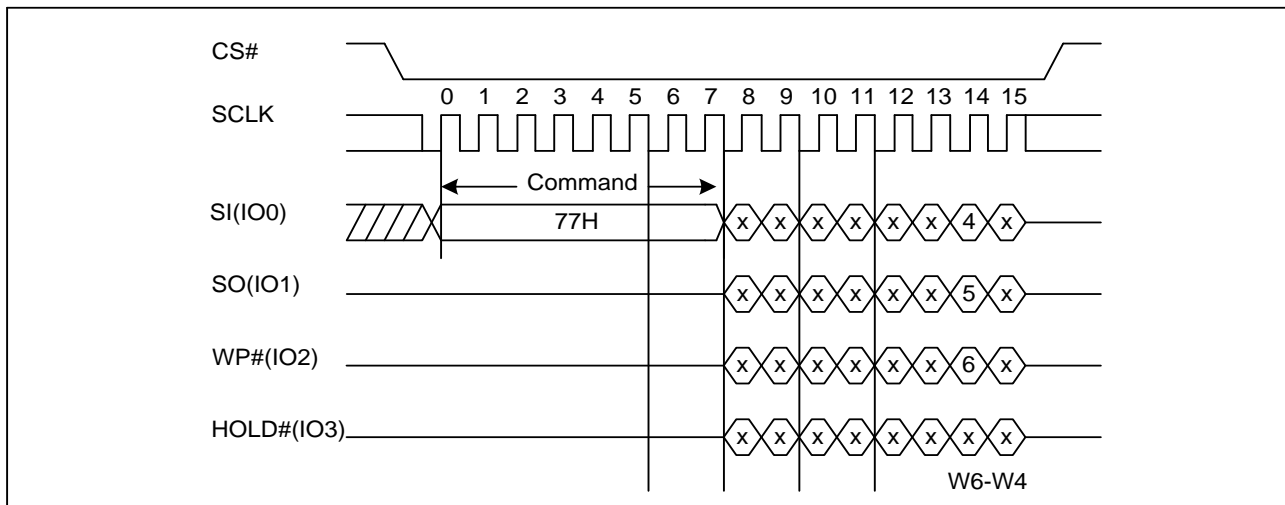 CS#
0 1 2 3 4 5 6 7 8 9 10 11 12 13 14 15
SCLK
Command
SI(IO0) 77H x x x x x x 4 x
SO(IO1) x x x x x x 5 x
WP#(IO2) x x x x x x 6 x
HOLD#(IO3) x x x x x x x x
W6-W4